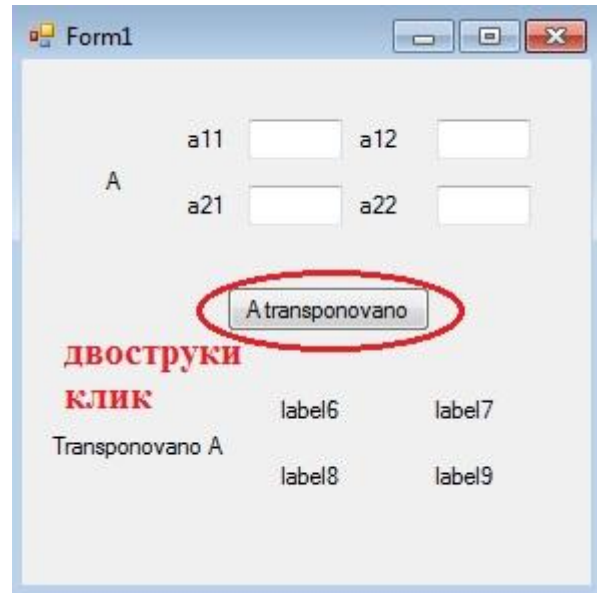 Form1
a11 a12
A
a21 a22
A transponovano
двоструки
клик
label6 label7
Transponovano A
label8 label9